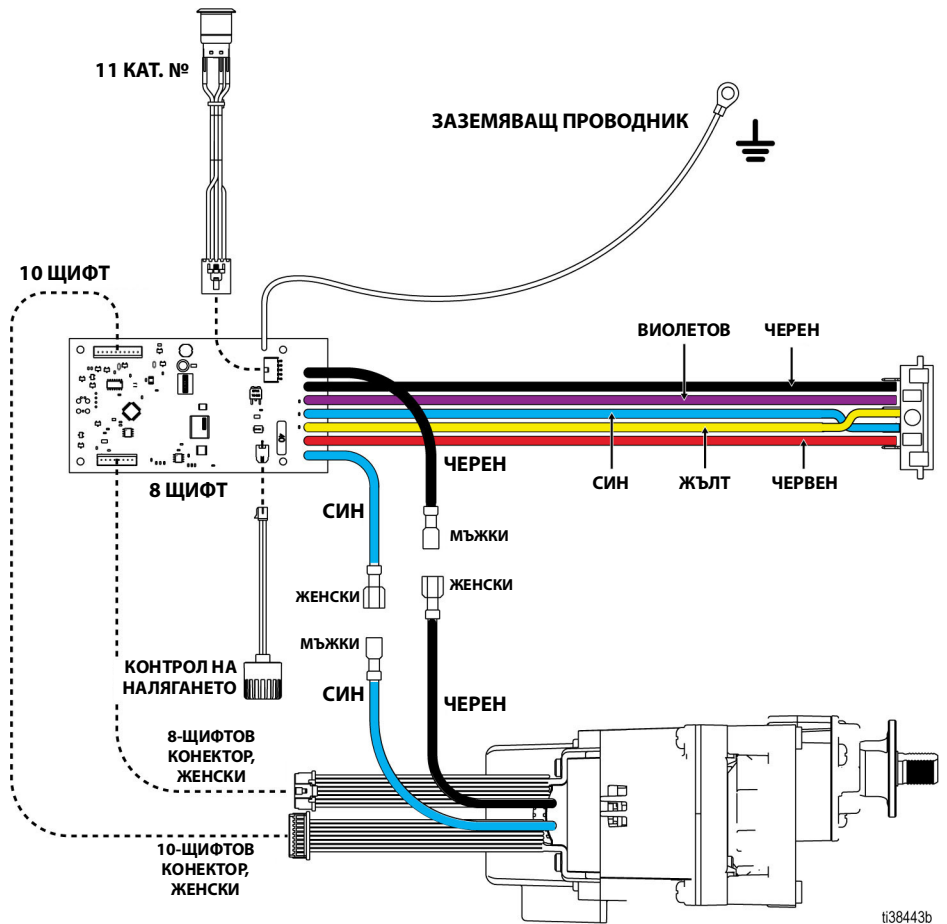 11 КАТ. №
ЗАЗЕМЯВАЩ ПРОВОДНИК
10 ЩИФТ
ВИОЛЕТОВ
ЧЕРЕН
8 ЩИФТ
ЧЕРЕН
СИН
ЖЪЛТ
ЧЕРВЕН
СИН
МЪЖКИ
ЖЕНСКИ
ЖЕНСКИ
МЪЖКИ
КОНТРОЛ НА
НАЛЯГАНЕТО
СИН
ЧЕРЕН
8-ЩИФТОВ
КОНЕКТОР,
ЖЕНСКИ
10-ЩИФТОВ
КОНЕКТОР,
ЖЕНСКИ
ti38443b